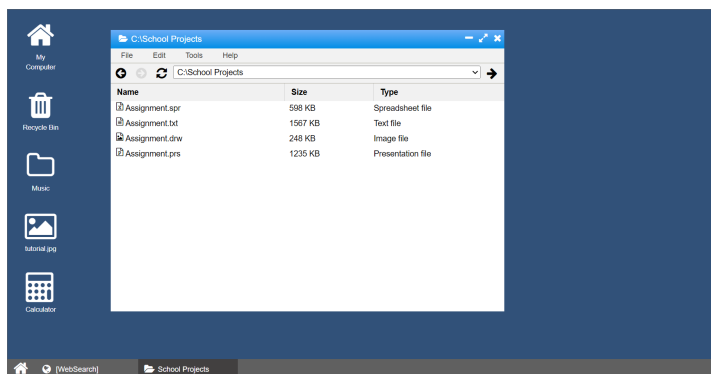 My
Computer
Recycle Bin
Music
tutorial.jpg
Calculator
C:\School Projects
File Edit Tools Help
C:\School Projects
Name Size Type
Assignment.spr 598 KB Spreadsheet file
Assignment.txt 1567 KB Text file
Assignment.drw 248 KB Image file
Assignment.prs 1235 KB Presentation file
[WebSearch] School Projects